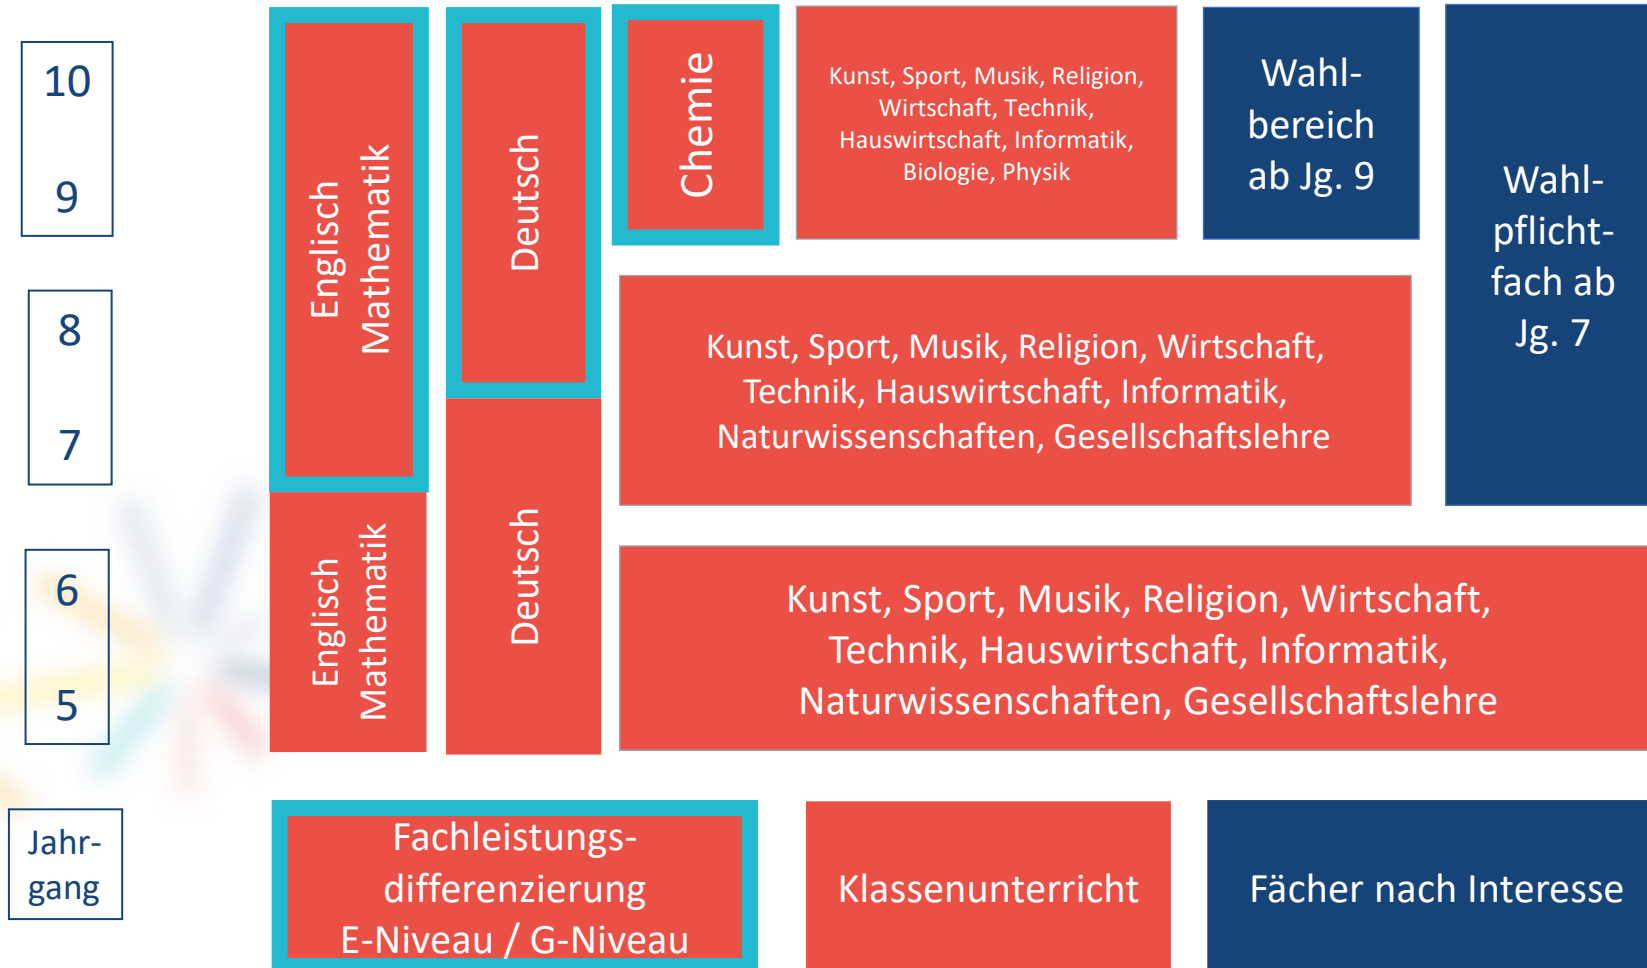 10
9
8
7
6
5
Jahr-
gang
Englisch
Mathematik
Deutsch
Chemie
Kunst, Sport, Musik, Religion,
Wirtschaft, Technik,
Hauswirtschaft, Informatik,
Biologie, Physik
Wahl-
bereich
ab Jg. 9
Wahl-
pflicht-
fach ab
Jg. 7
Kunst, Sport, Musik, Religion, Wirtschaft,
Technik, Hauswirtschaft, Informatik,
Naturwissenschaften, Gesellschaftslehre
Englisch
Mathematik
Deutsch
Kunst, Sport, Musik, Religion, Wirtschaft,
Technik, Hauswirtschaft, Informatik,
Naturwissenschaften, Gesellschaftslehre
Fachleistungs-
differenzierung
E-Niveau / G-Niveau
Klassenunterricht
Fächer nach Interesse